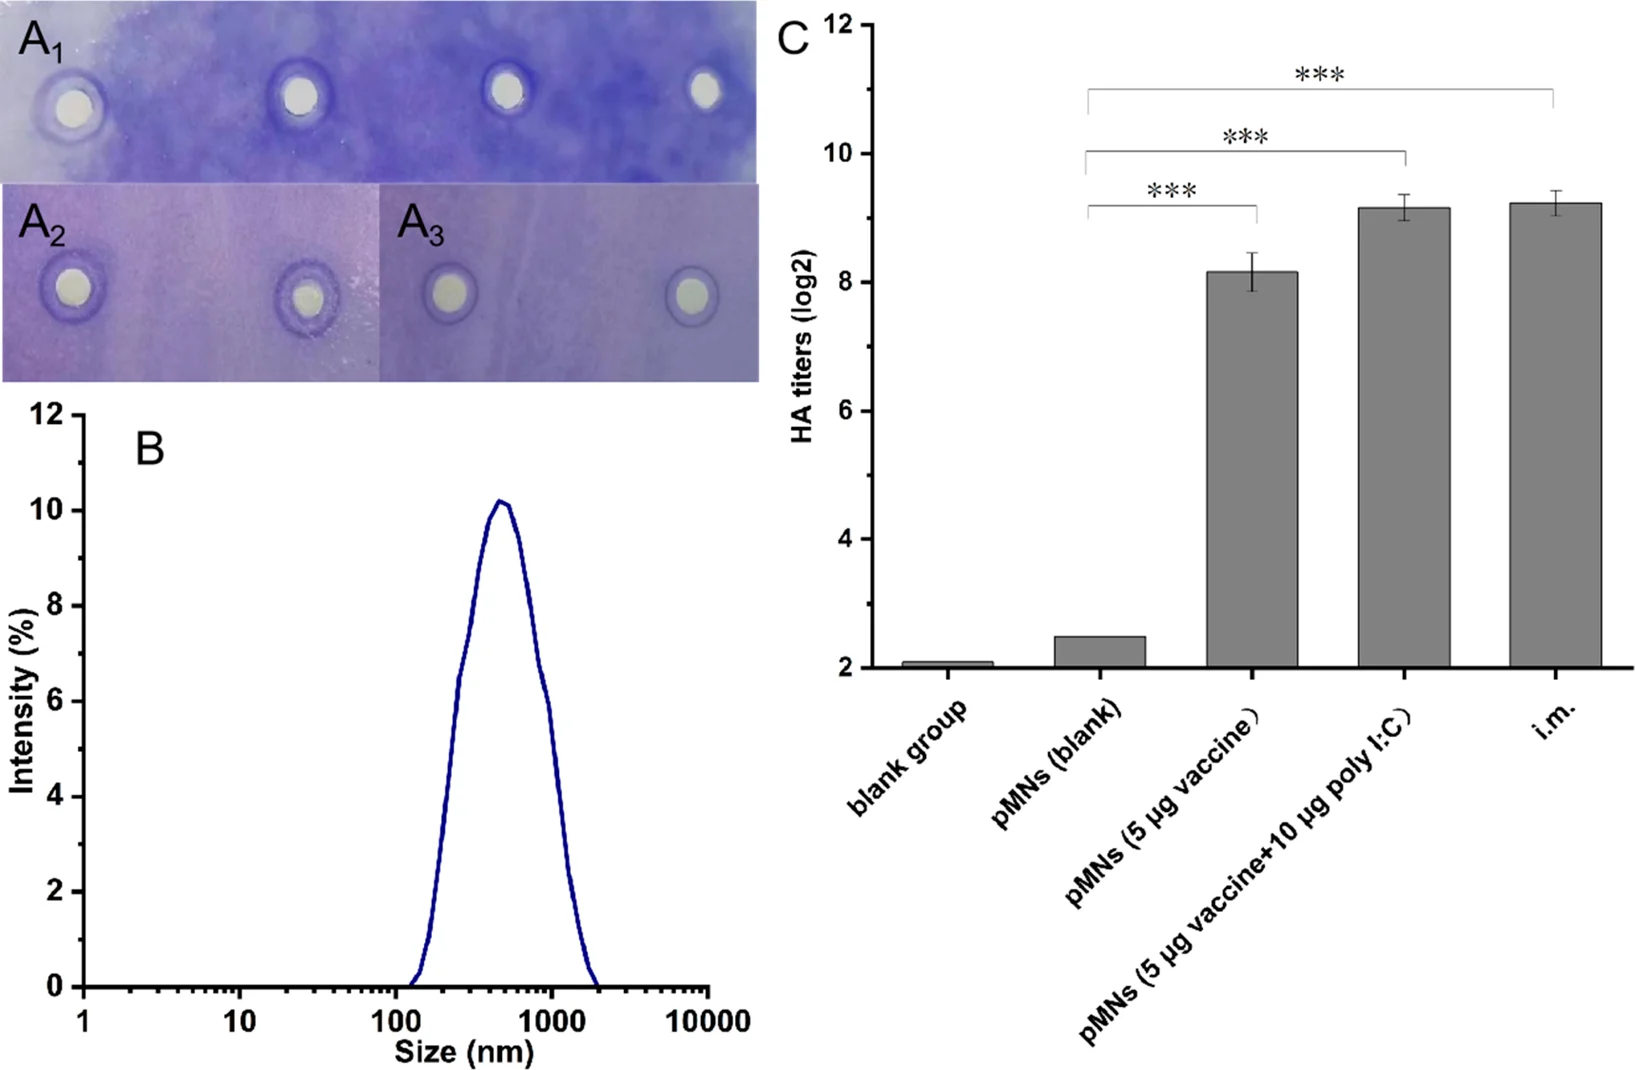 A1
A2
A3
12
10
8
6
4
2
0
Intensity (%)
B
1
10
100
1000
10000
Size (nm)
C
12
10
8
6
4
2
HA titers (log2)
***
***
***
blank group
pMNs (blank)
pMNs (5 μg vaccine）
pMNs (5 μg vaccine+10 μg poly I:C）
i.m.